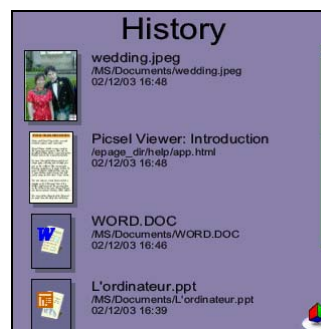 History
wedding.jpeg
/MS/Documents/wedding.jpeg
02/12/03 16:48
Picsel Viewer: Introduction
/epage_dir/help/app.html
02/12/03 16:48
WORD.DOC
/MS/Documents/WORD.DOC
02/12/03 16:46
L'ordinateur.ppt
/MS/Documents/L'ordinateur.ppt
02/12/03 16:39